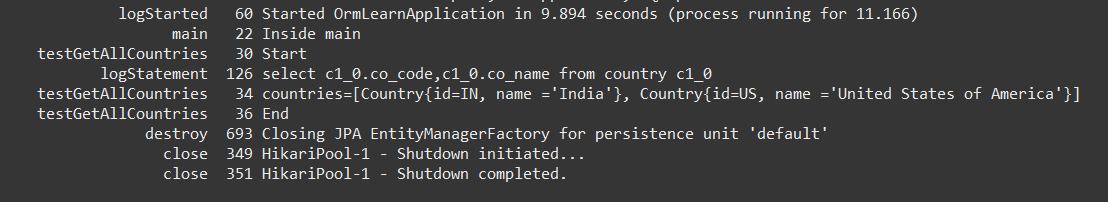 logStarted 60 Started OrmLearnApplication in 9.894 seconds (process running for 11.166)
main 22 Inside main
testGetAllCountries 30 Start
logStatement 126 select c1_0.co_code,c1_0.co_name from country c1_0
testGetAllCountries 34 countries=[Country{id=IN, name ='India'}, Country{id=US, name ='United States of America'}]
testGetAllCountries 36 End
destroy 693 Closing JPA EntityManagerFactory for persistence unit 'default'
close 349 HikariPool-1 - Shutdown initiated...
close 351 HikariPool-1 - Shutdown completed.